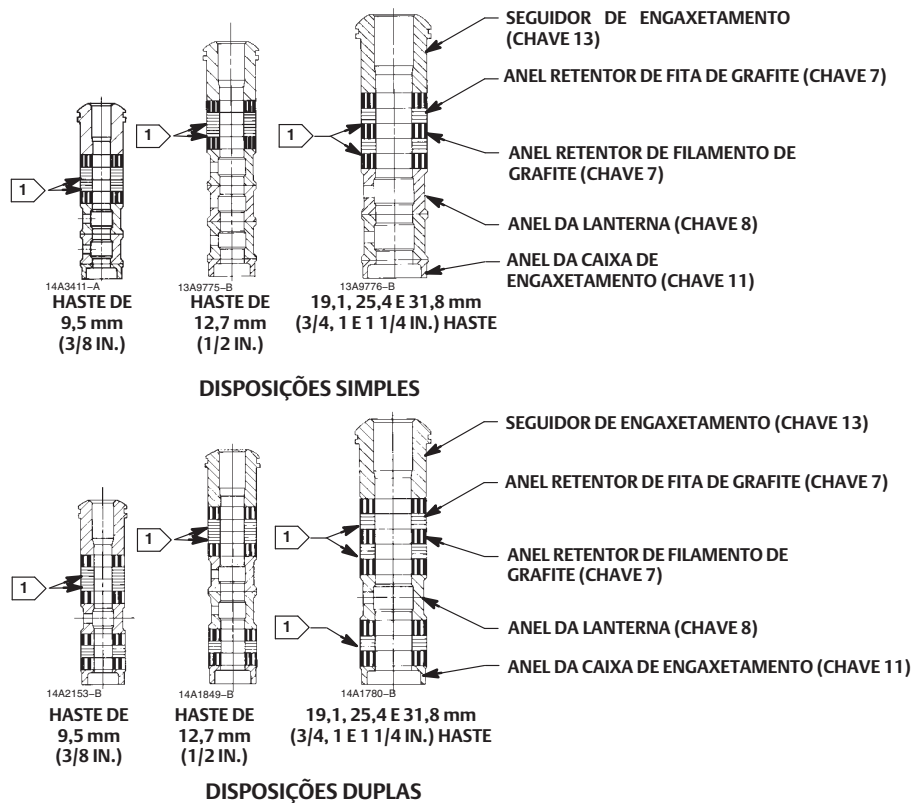 SEGUIDOR DE ENGAXETAMENTO
(CHAVE 13)
ANEL RETENTOR DE FITA DE GRAFITE (CHAVE 7)
1
1
1
ANEL RETENTOR DE FILAMENTO DE
GRAFITE (CHAVE 7)
ANEL DA LANTERNA (CHAVE 8)
ANEL DA CAIXA DE
ENGAXETAMENTO (CHAVE 11)
14A3411-A
HASTE DE
9,5 mm
(3/8 IN.)
13A9775-B
HASTE DE
12,7 mm
(1/2 IN.)
13A9776-B
19,1, 25,4 E 31,8 mm
(3/4, 1 E 1 1/4 IN.) HASTE
DISPOSIÇÕES SIMPLES
SEGUIDOR DE ENGAXETAMENTO (CHAVE 13)
ANEL RETENTOR DE FITA DE GRAFITE (CHAVE 7)
1
1
1
ANEL RETENTOR DE FILAMENTO DE
GRAFITE (CHAVE 7)
1
ANEL DA LANTERNA (CHAVE 8)
ANEL DA CAIXA DE ENGAXETAMENTO (CHAVE 11)
14A2153-B
HASTE DE
9,5 mm
(3/8 IN.)
14A1849-B
HASTE DE
12,7 mm
(1/2 IN.)
14A1780-B
19,1, 25,4 E 31,8 mm
(3/4, 1 E 1 1/4 IN.) HASTE
DISPOSIÇÕES DUPLAS